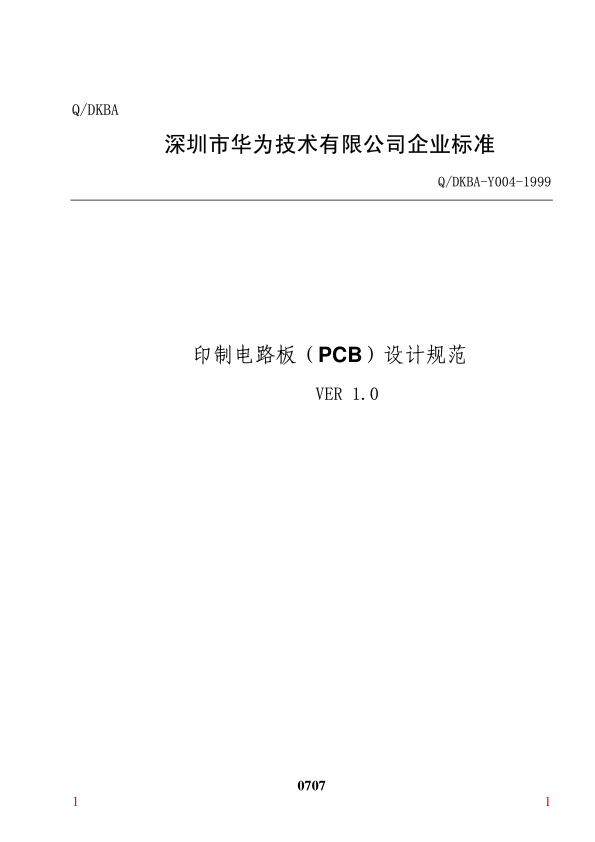 Q/DKBA
深圳市华为技术有限公司企业标准
Q/DKBA-Y004-1999
印制电路板（PCB）设计规范
VER 1.0
0707
1 1